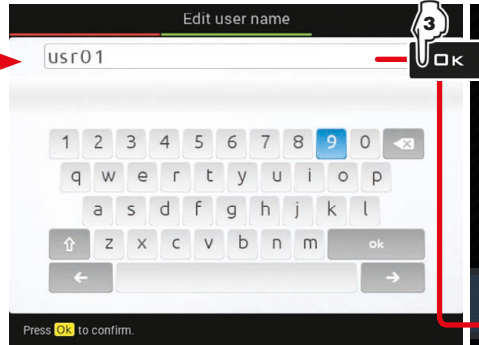 Edit user name
3
usr01
OK
1 2 3 4 5 6 7 8 9 0
q w e r t y u i o p
a s d f g h j k l
z x c v b n m ok
Press Ok to confirm.